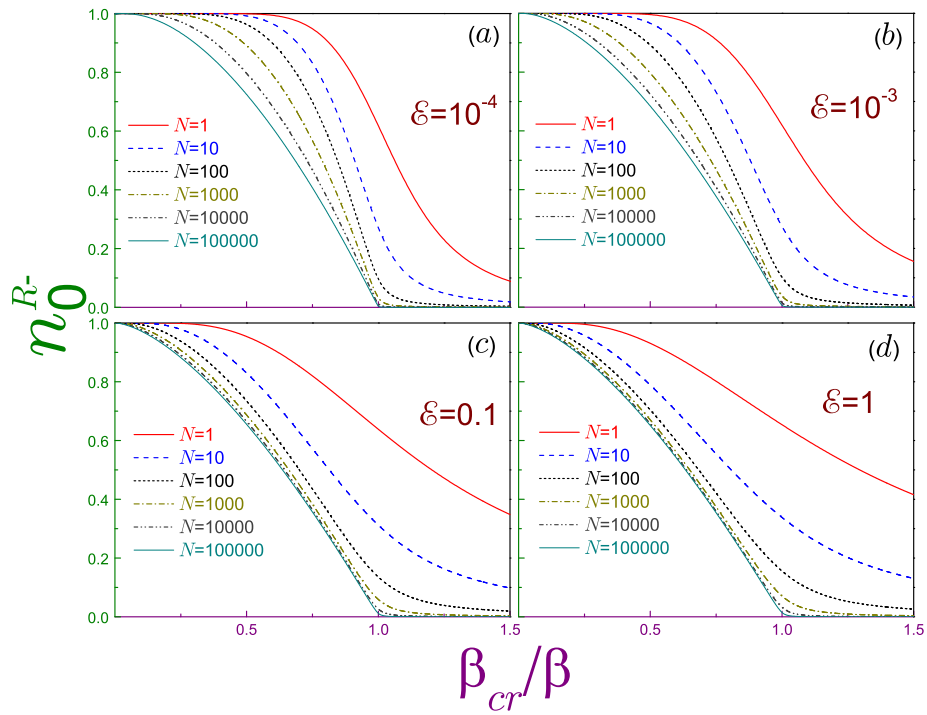 n₀ᴿ⁻
1.0
0.8
0.6
0.4
0.2
0.0
(a)
ℰ=10⁻⁴
N=1
N=10
N=100
N=1000
N=10000
N=100000
(b)
ℰ=10⁻³
N=1
N=10
N=100
N=1000
N=10000
N=100000
1.0
0.8
0.6
0.4
0.2
0.0
(c)
ℰ=0.1
N=1
N=10
N=100
N=1000
N=10000
N=100000
0.5 1.0 1.5
(d)
ℰ=1
N=1
N=10
N=100
N=1000
N=10000
N=100000
0.5 1.0 1.5
β_cr/β